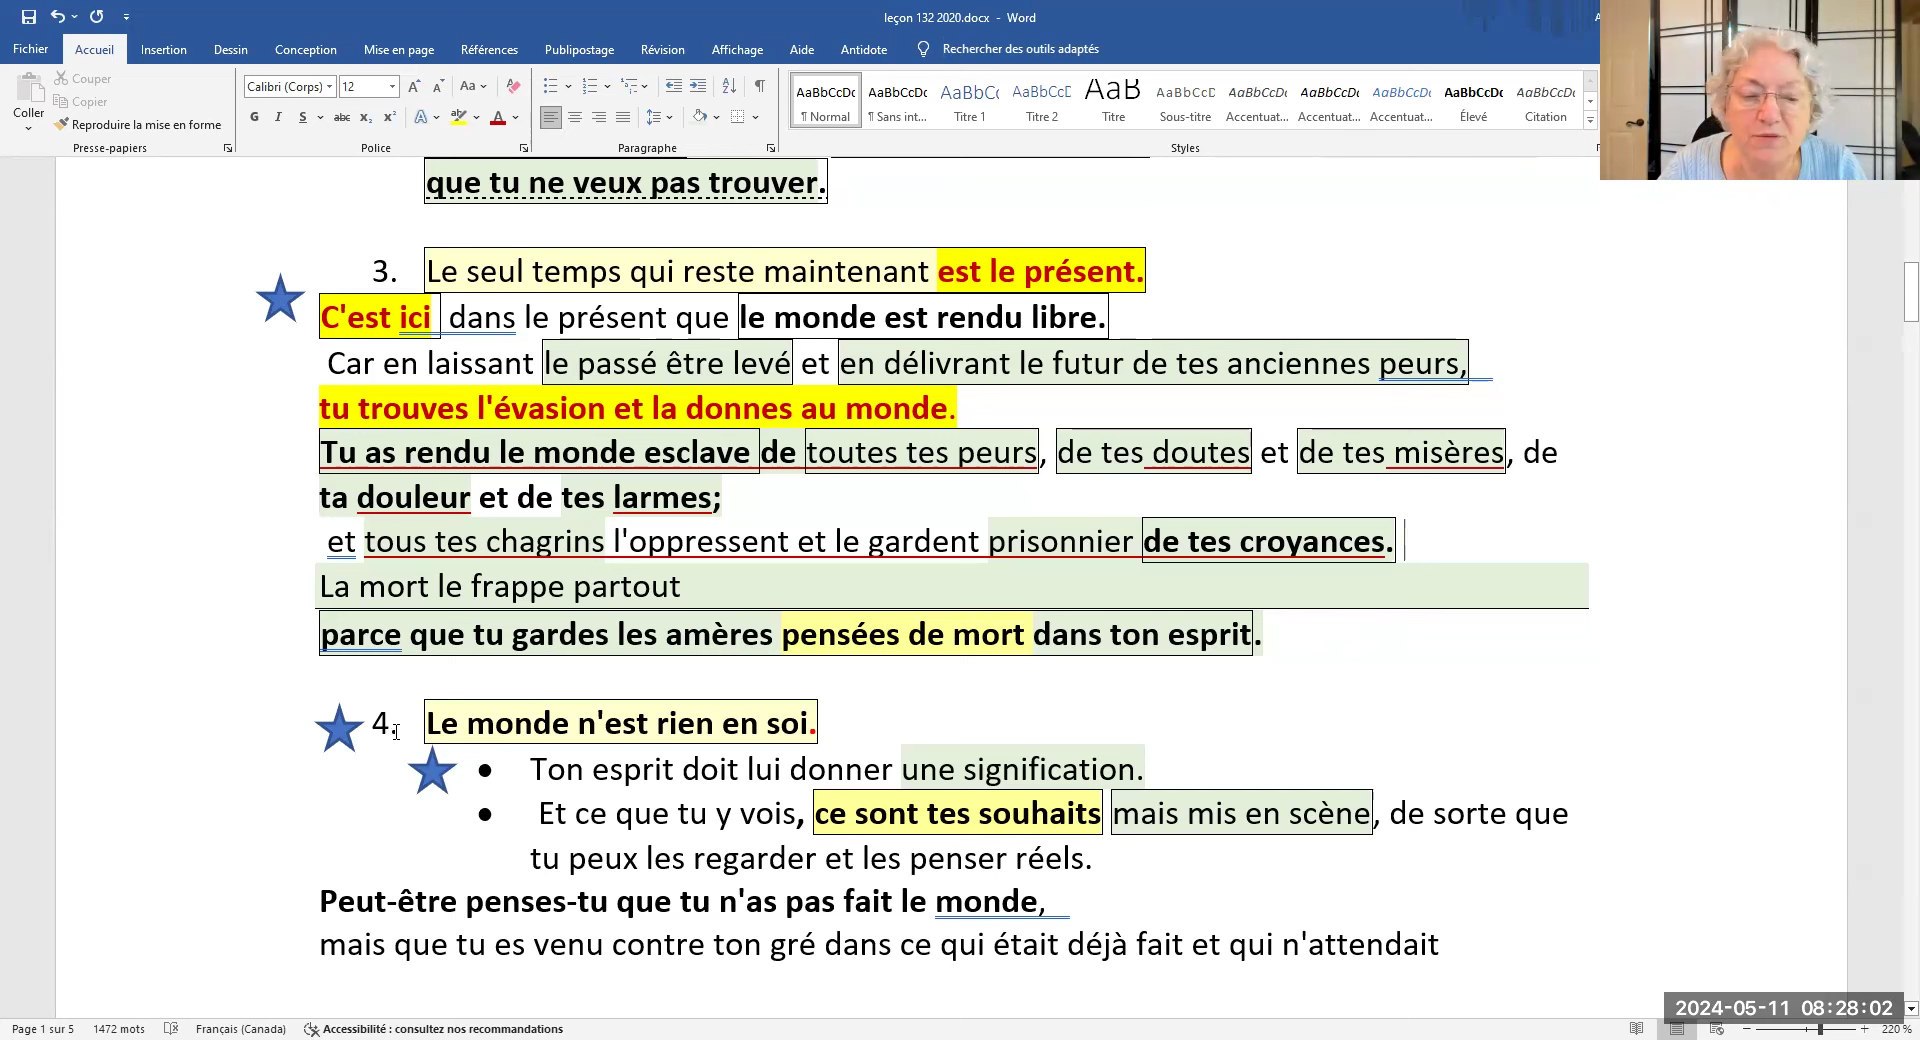 leçon 132 2020.docx - Word
Fichier Accueil Insertion Dessin Conception Mise en page Références Publipostage Révision Affichage Aide Antidote Rechercher des outils adaptés
Coller
Couper
Copier
Reproduire la mise en forme
Presse-papiers
Calibri (Corps) 12
Police
Paragraphe
AaBbCcDc AaBbCcDc AaBbCc AaBbCcD AaB AaBbCcD AaBbCcDc AaBbCcDc AaBbCcDc AaBbCcDc AaBbCcDc
¶ Normal ¶ Sans int... Titre 1 Titre 2 Titre Sous-titre Accentuat... Accentuat... Accentuat... Élevé Citation
Styles
que tu ne veux pas trouver.
3. Le seul temps qui reste maintenant est le présent.
C'est ici dans le présent que le monde est rendu libre.
Car en laissant le passé être levé et en délivrant le futur de tes anciennes peurs,
tu trouves l'évasion et la donnes au monde.
Tu as rendu le monde esclave de toutes tes peurs, de tes doutes et de tes misères, de
ta douleur et de tes larmes;
et tous tes chagrins l'oppressent et le gardent prisonnier de tes croyances.
La mort le frappe partout
parce que tu gardes les amères pensées de mort dans ton esprit.
4. Le monde n'est rien en soi.
• Ton esprit doit lui donner une signification.
• Et ce que tu y vois, ce sont tes souhaits mais mis en scène, de sorte que
tu peux les regarder et les penser réels.
Peut-être penses-tu que tu n'as pas fait le monde,
mais que tu es venu contre ton gré dans ce qui était déjà fait et qui n'attendait
2024-05-11 08:28:02
Page 1 sur 5 1472 mots Français (Canada) Accessibilité : consultez nos recommandations 220 %